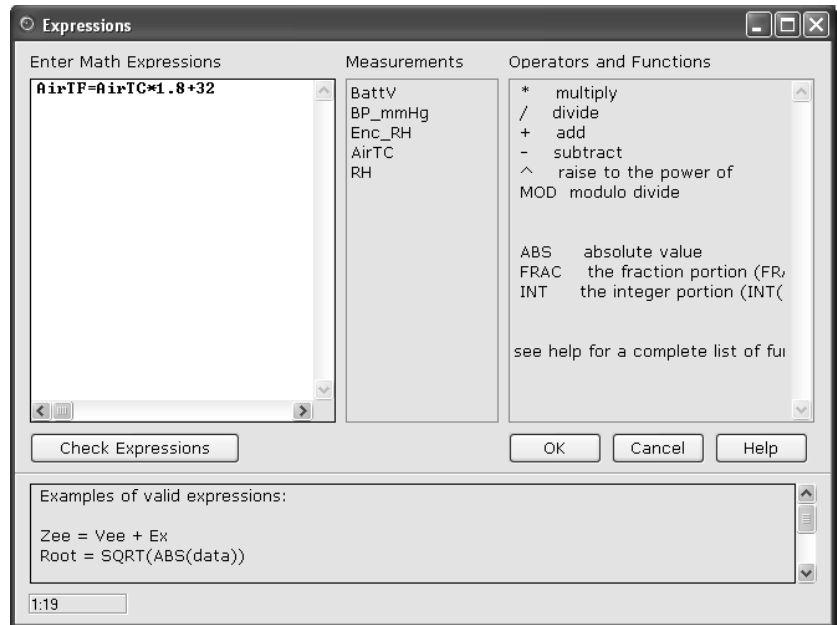 Expressions
Enter Math Expressions
AirTF=AirTC*1.8+32
Measurements
BattV
BP_mmHg
Enc_RH
AirTC
RH
Operators and Functions
* multiply
/ divide
+ add
- subtract
^ raise to the power of
MOD modulo divide
ABS absolute value
FRAC the fraction portion
INT the integer portion (INT(
see help for a complete list of
Check Expressions
OK
Cancel
Help
Examples of valid expressions:
Zee = Vee + Ex
Root = SQRT(ABS(data))
1:19